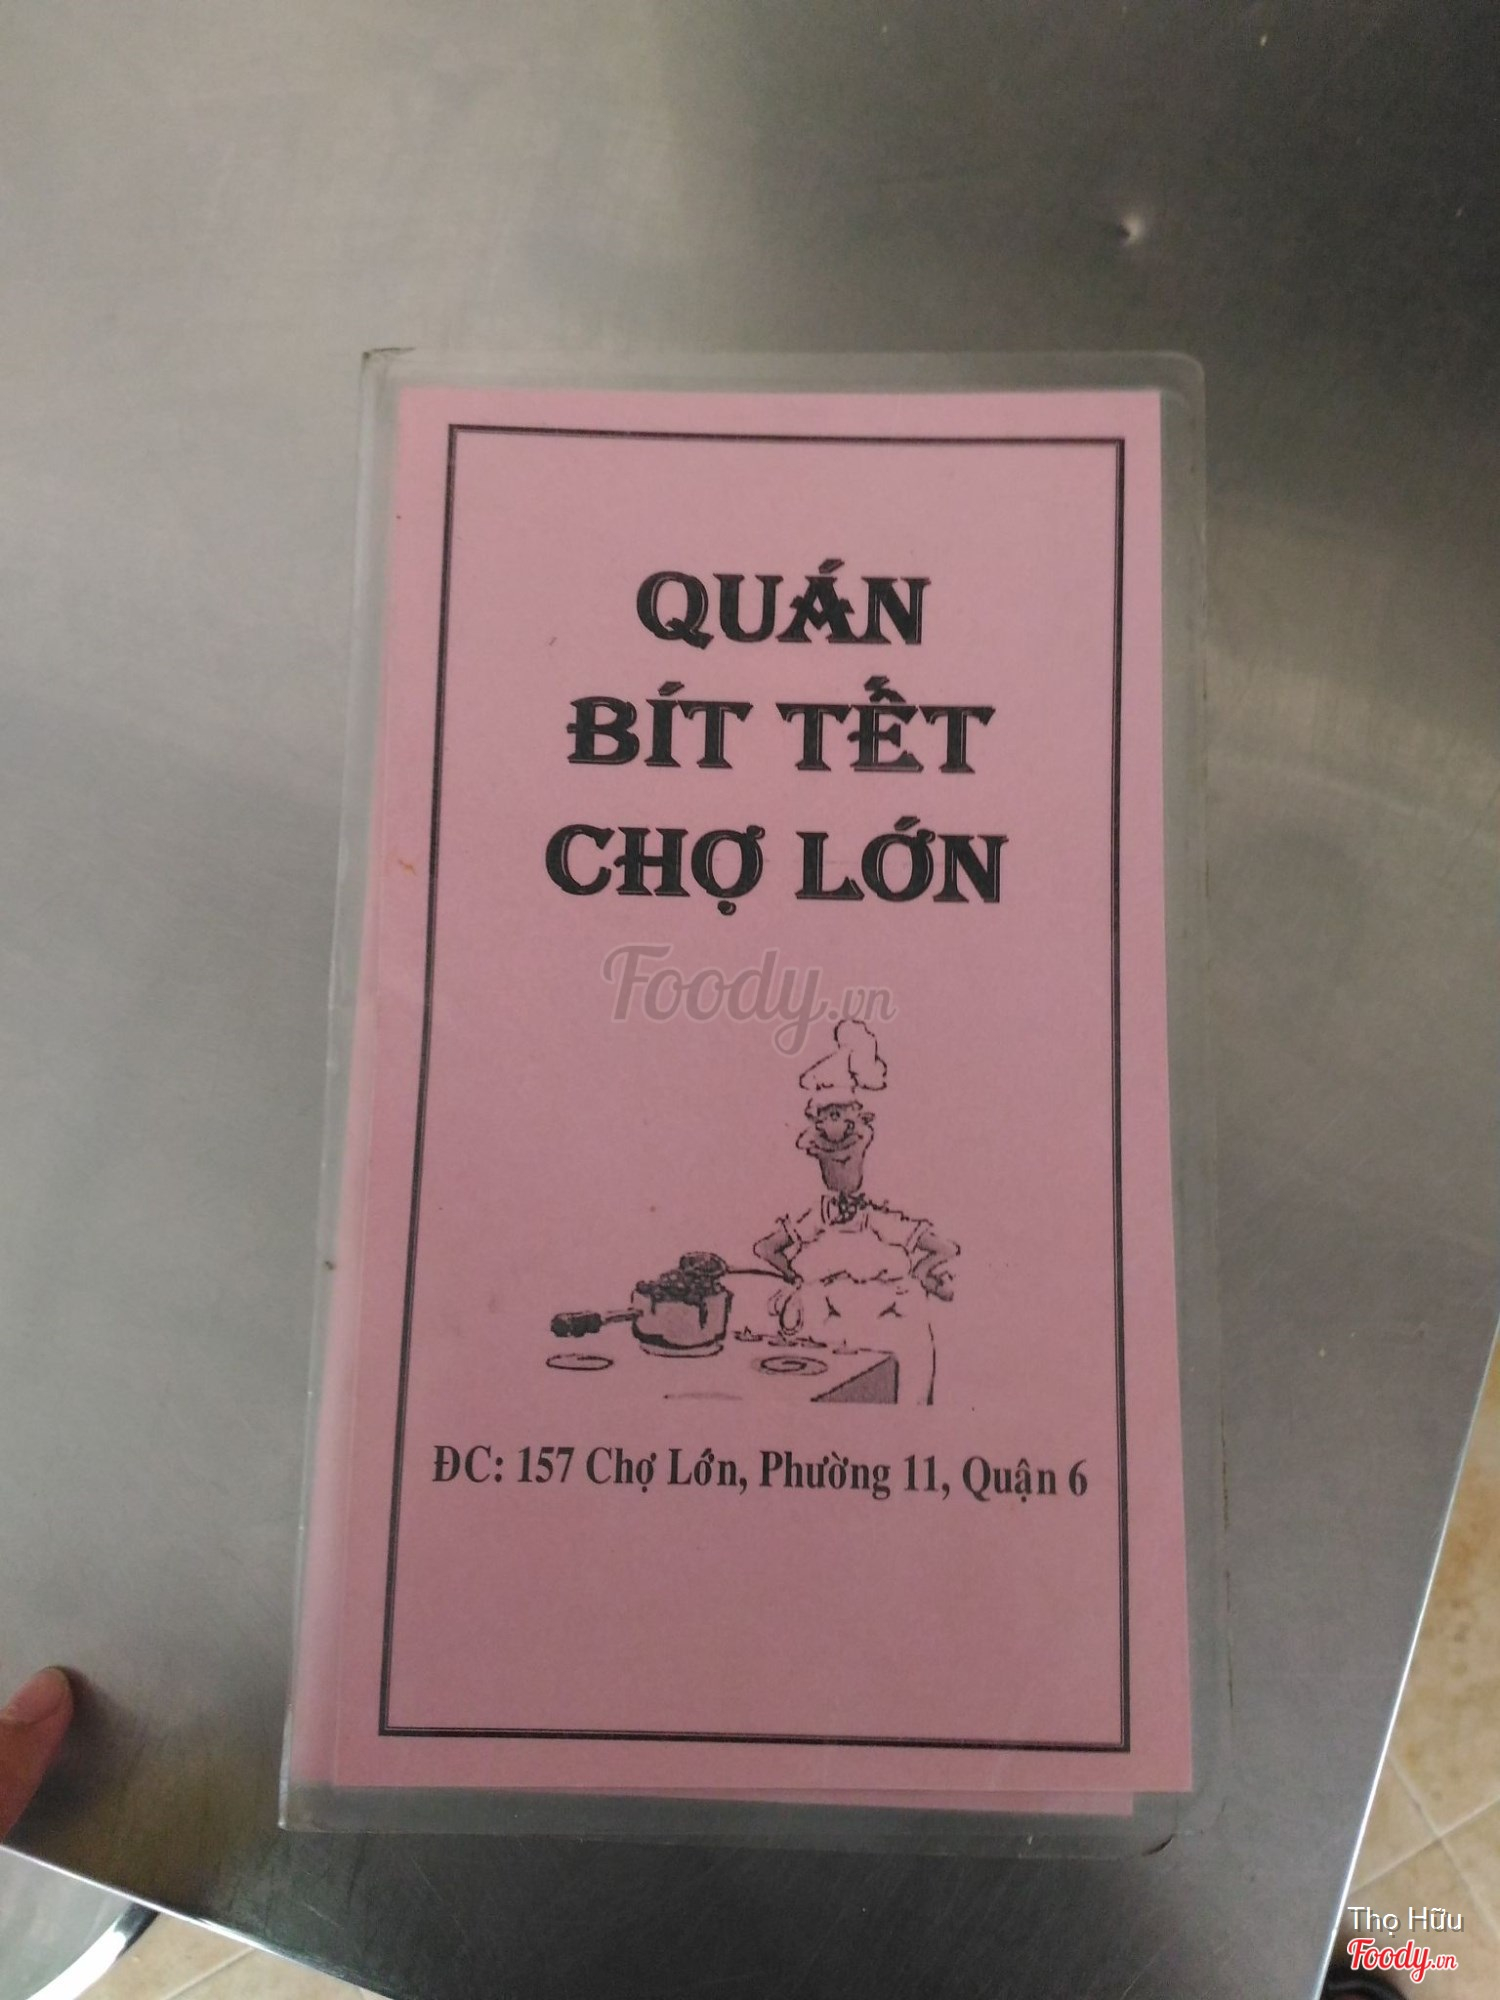 QUÁN
BÍT TẾT
CHỢ LỚN
Foody.vn
ĐC: 157 Chợ Lớn, Phường 11, Quận 6
Thọ Hữu
Foody.vn